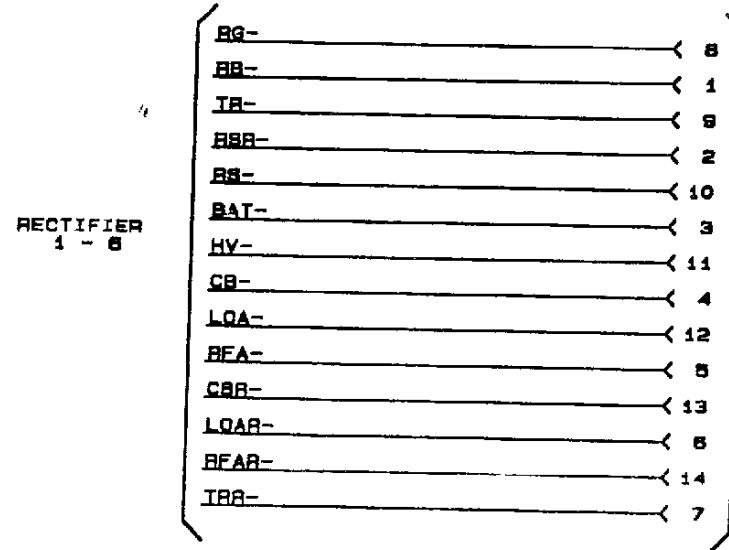 RG- 8
RB- 1
TR- 9
RSR- 2
RS- 10
RECTIFIER
1 - 6
BAT- 3
HV- 11
CB- 4
LOA- 12
RFA- 5
CBR- 13
LOAR- 6
RFAR- 14
TRR- 7